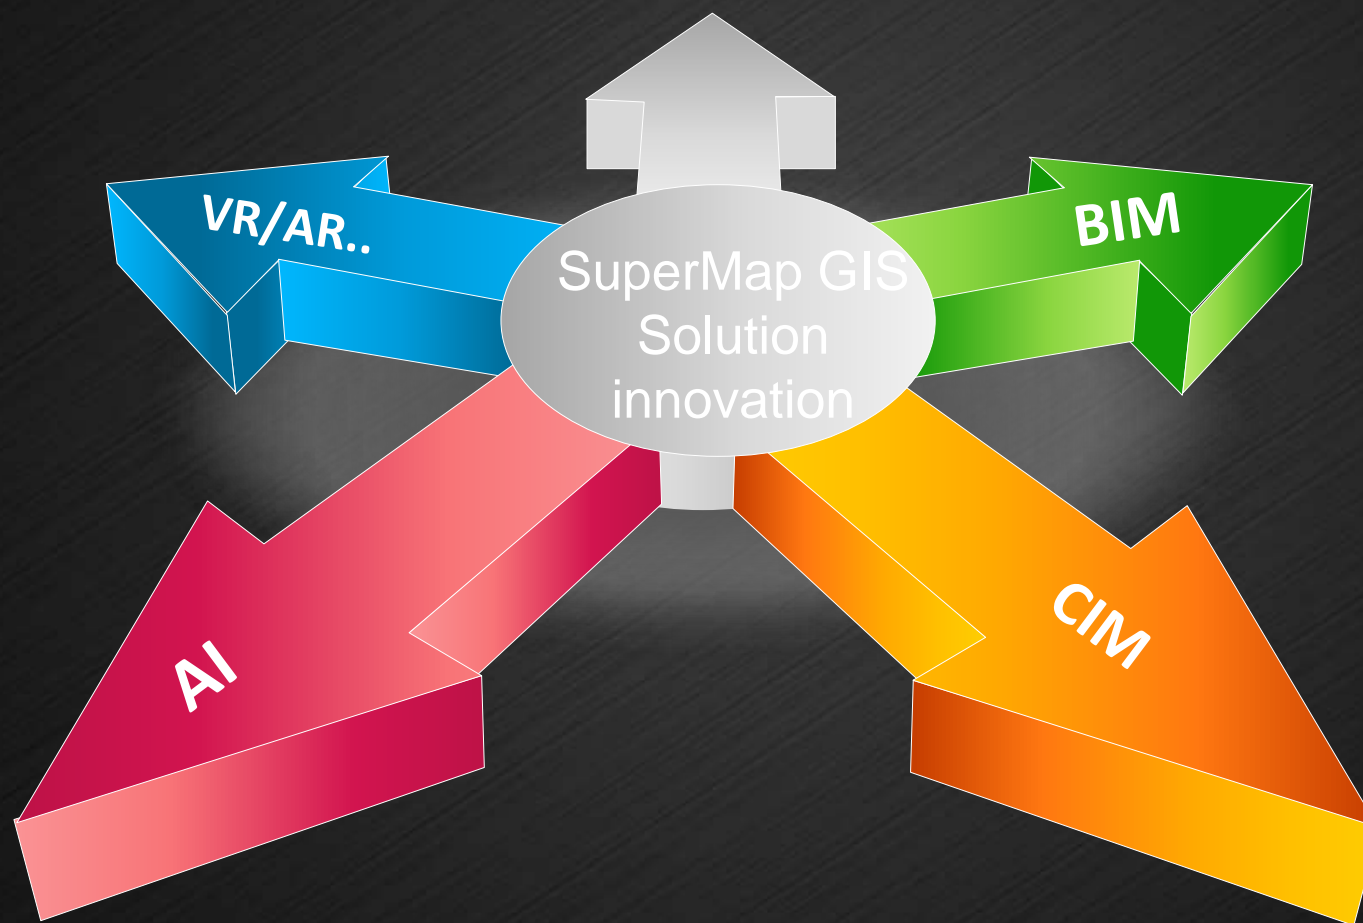 VR/AR..
BIM
SuperMap GIS
Solution
innovation
AI
CIM